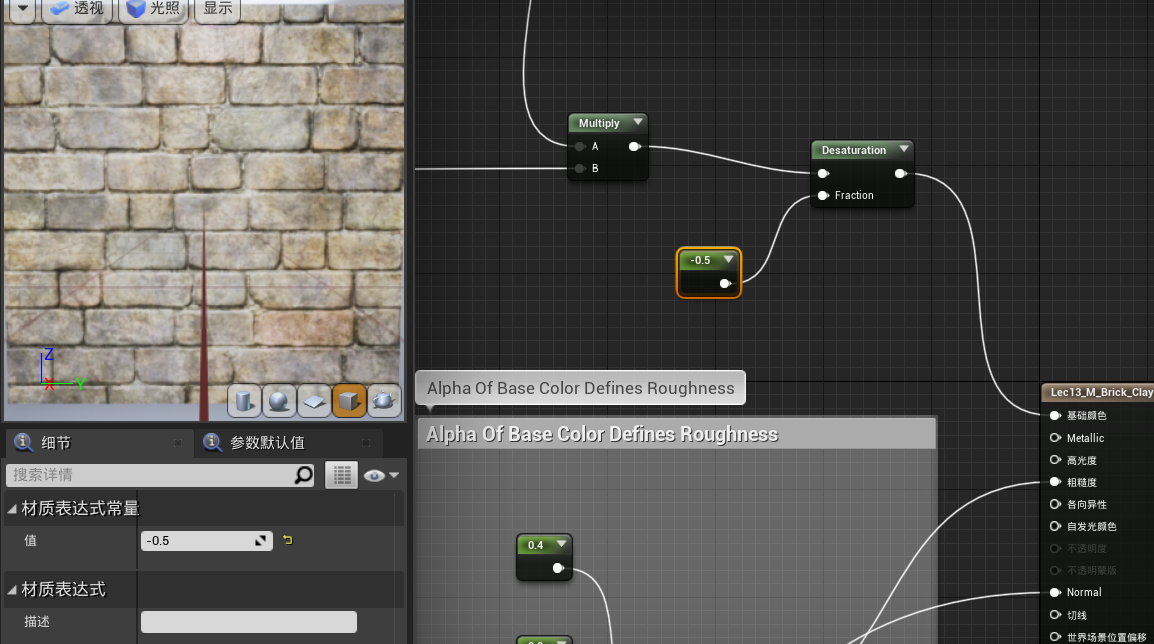 透视
光照
显示
Z
X
Y
Multiply
A
B
Desaturation
Fraction
-0.5
Alpha Of Base Color Defines Roughness
Alpha Of Base Color Defines Roughness
0.4
Lec13_M_Brick_Clay
基础颜色
Metallic
高光度
粗糙度
各向异性
自发光颜色
不透明度
不透明蒙版
Normal
切线
世界场景位置偏移
细节
参数默认值
搜索详情
材质表达式常量
值
-0.5
材质表达式
描述